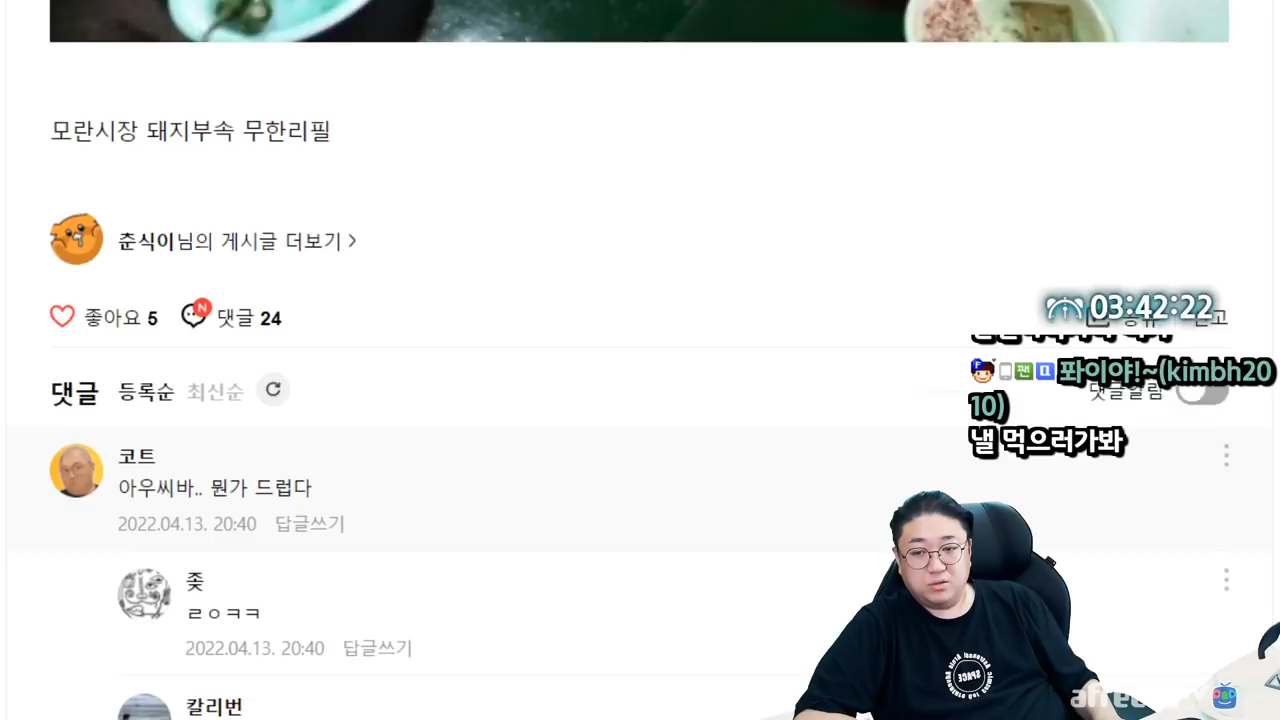 모란시장 돼지부속 무한리필
춘식이님의 게시글 더보기 >
좋아요 5 댓글 24
03:42:22
댓글 등록순 최신순
댓글알림
팬 퐈이야!~(kimbh20
10)
낼 먹으러가봐
코트
아우씨바.. 뭔가 드럽다
2022.04.13. 20:40 답글쓰기
좆
ㄹㅇㅋㅋ
2022.04.13. 20:40 답글쓰기
칼리번
SPACE